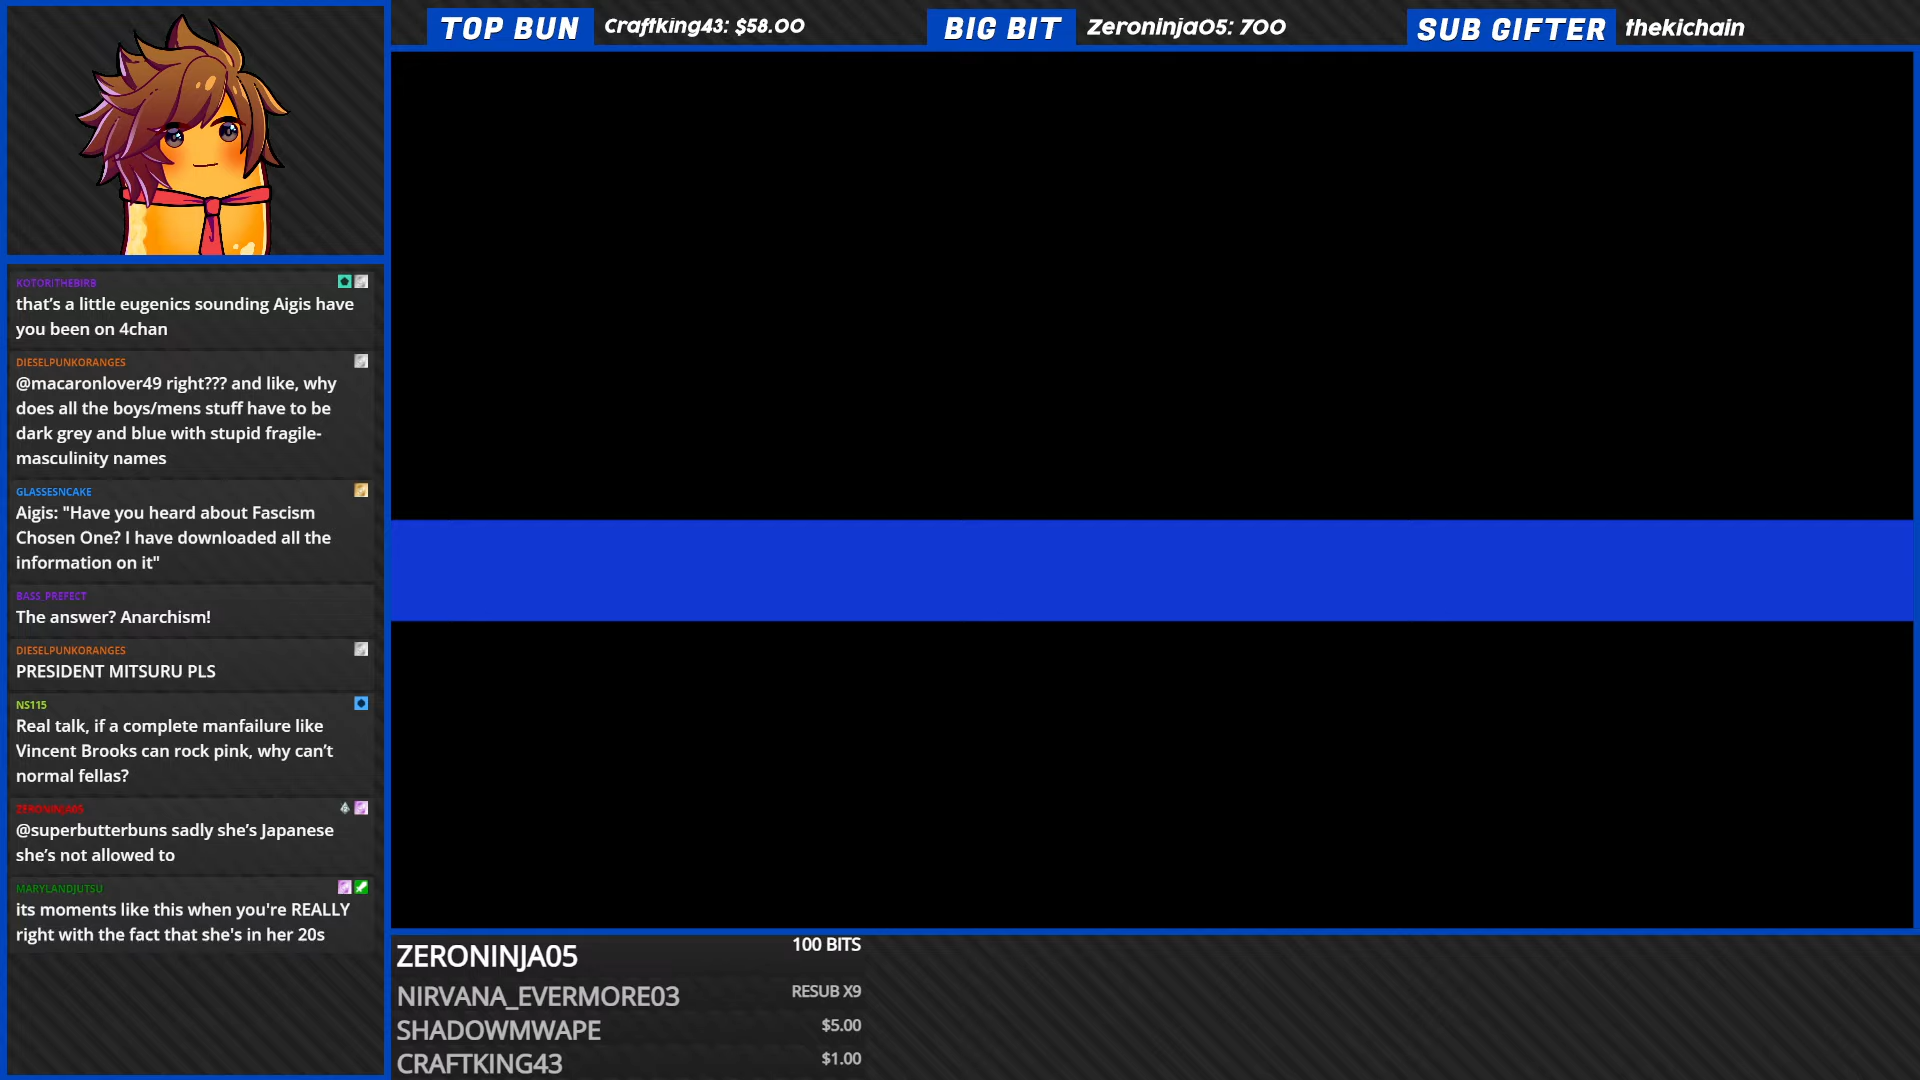 TOP BUN Craftking43: $58.00 BIG BIT Zeroninja05: 700 SUB GIFTER thekichain
KOTORITHEBIRB
that's a little eugenics sounding Aigis have
you been on 4chan
DIESELPUNKORANGES
@macaronlover49 right??? and like, why
does all the boys/mens stuff have to be
dark grey and blue with stupid fragile-
masculinity names
GLASSESNCAKE
Aigis: "Have you heard about Fascism
Chosen One? I have downloaded all the
information on it"
BASS_PREFECT
The answer? Anarchism!
DIESELPUNKORANGES
PRESIDENT MITSURU PLS
NS115
Real talk, if a complete manfailure like
Vincent Brooks can rock pink, why can't
normal fellas?
ZERONINJA05
@superbutterbuns sadly she's Japanese
she's not allowed to
MARYLANDJUTSU
its moments like this when you're REALLY
right with the fact that she's in her 20s
ZERONINJA05 100 BITS
NIRVANA_EVERMORE03 RESUB X9
SHADOWMWAPE $5.00
CRAFTKING43 $1.00